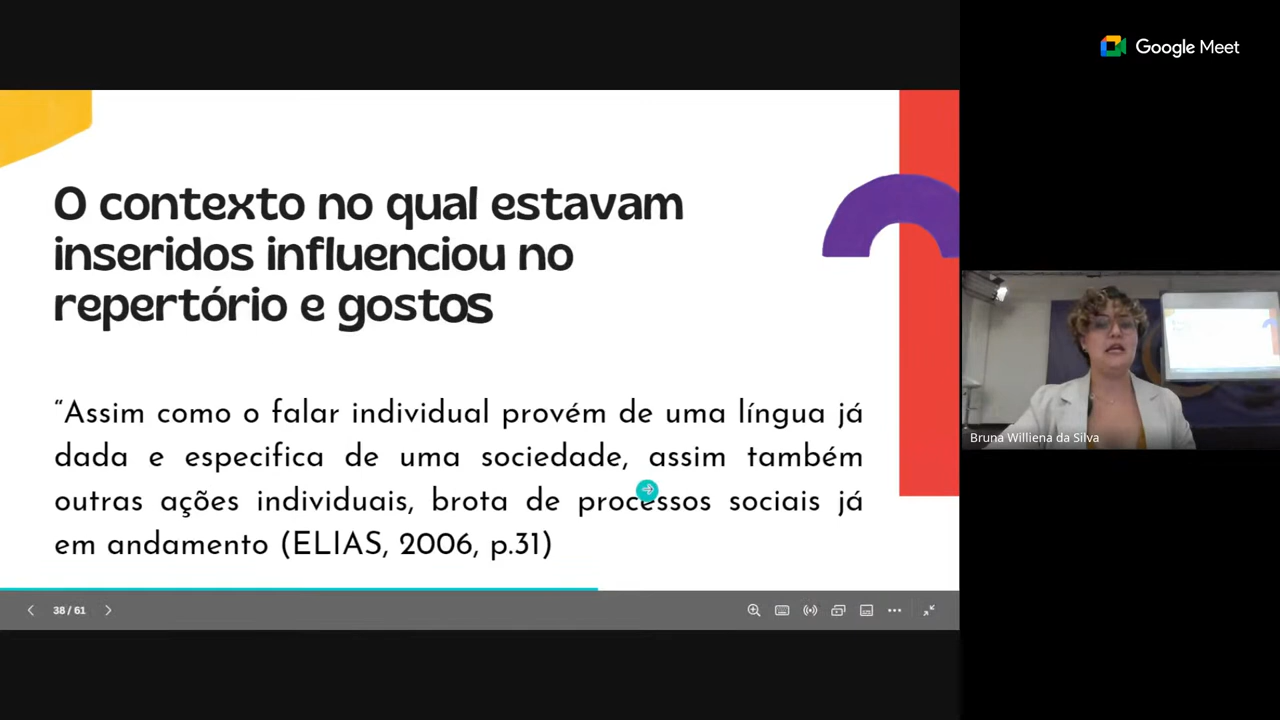 Google Meet
O contexto no qual estavam
inseridos influenciou no
repertório e gostos
“Assim como o falar individual provém de uma língua já
dada e especifica de uma sociedade, assim também
outras ações individuais, brota de processos sociais já
em andamento (ELIAS, 2006, p.31)
38 / 61
Bruna Williena da Silva